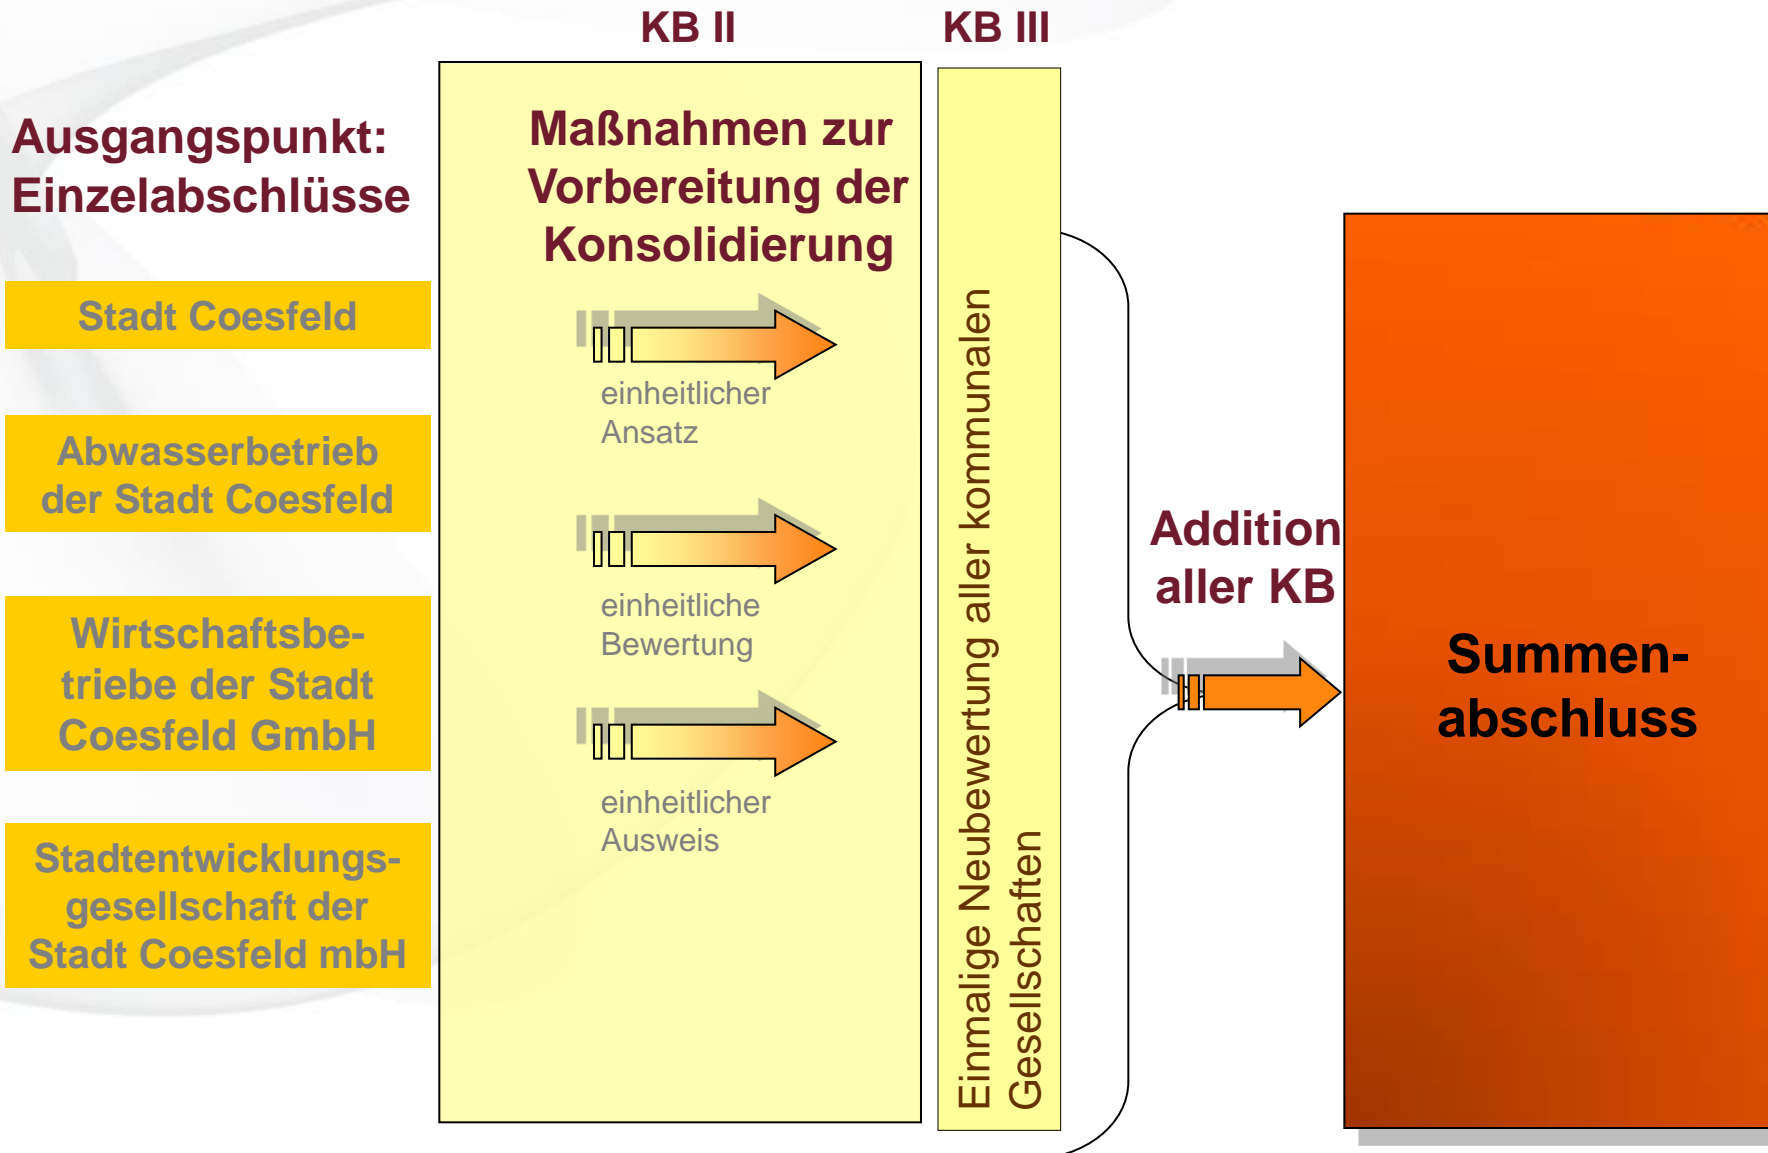 KB II
KB III
Ausgangspunkt:
Einzelabschlüsse
Stadt Coesfeld
Abwasserbetrieb
der Stadt Coesfeld
Wirtschaftsbe-
triebe der Stadt
Coesfeld GmbH
Stadtentwicklungs-
gesellschaft der
Stadt Coesfeld mbH
Maßnahmen zur
Vorbereitung der
Konsolidierung
einheitlicher
Ansatz
einheitliche
Bewertung
einheitlicher
Ausweis
Einmalige Neubewertung aller kommunalen
Gesellschaften
Addition
aller KB
Summen-
abschluss